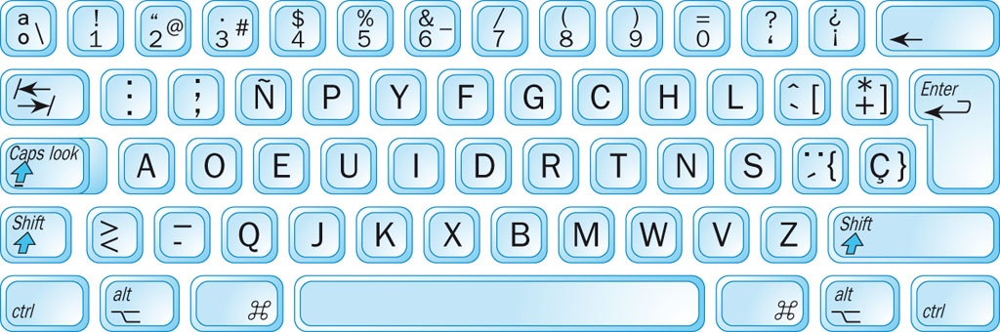 a o \ ! 1 “ 2 @ · 3 # $ 4 % 5 & 6 – / 7 ( 8 ) 9 = 0 ? ‘ ¿ ¡
: . ; , Ñ P Y F G C H L ^ ` [ * + ] Enter
Caps look A O E U I D R T N S ¨ ´ { Ç }
Shift > < _ - Q J K X B M W V Z Shift
ctrl alt ⌥ ⌘ ⌘ alt ⌥ ctrl